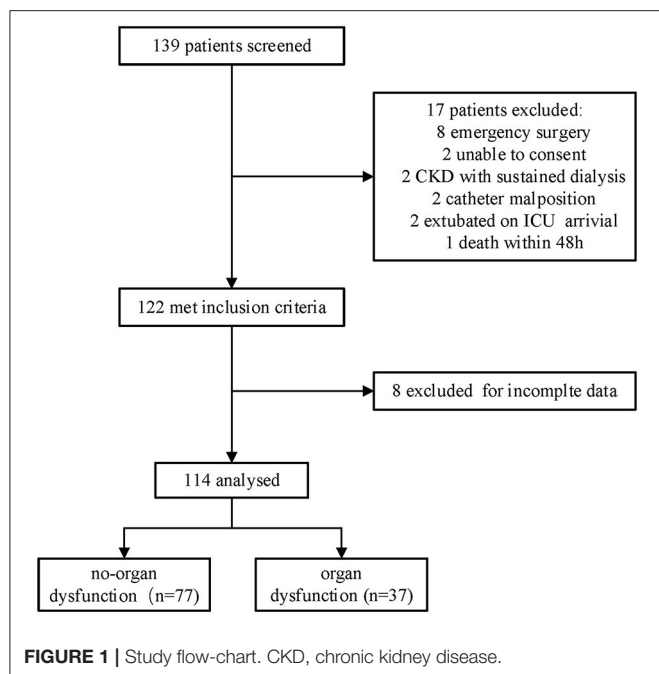 139 patients screened
17 patients excluded:
8 emergency surgery
2 unable to consent
2 CKD with sustained dialysis
2 catheter malposition
2 extubated on ICU arrivial
1 death within 48h
122 met inclusion criteria
8 excluded for incomplte data
114 analysed
no-organ
dysfunction (n=77)
organ
dysfunction (n=37)
FIGURE 1 | Study flow-chart. CKD, chronic kidney disease.